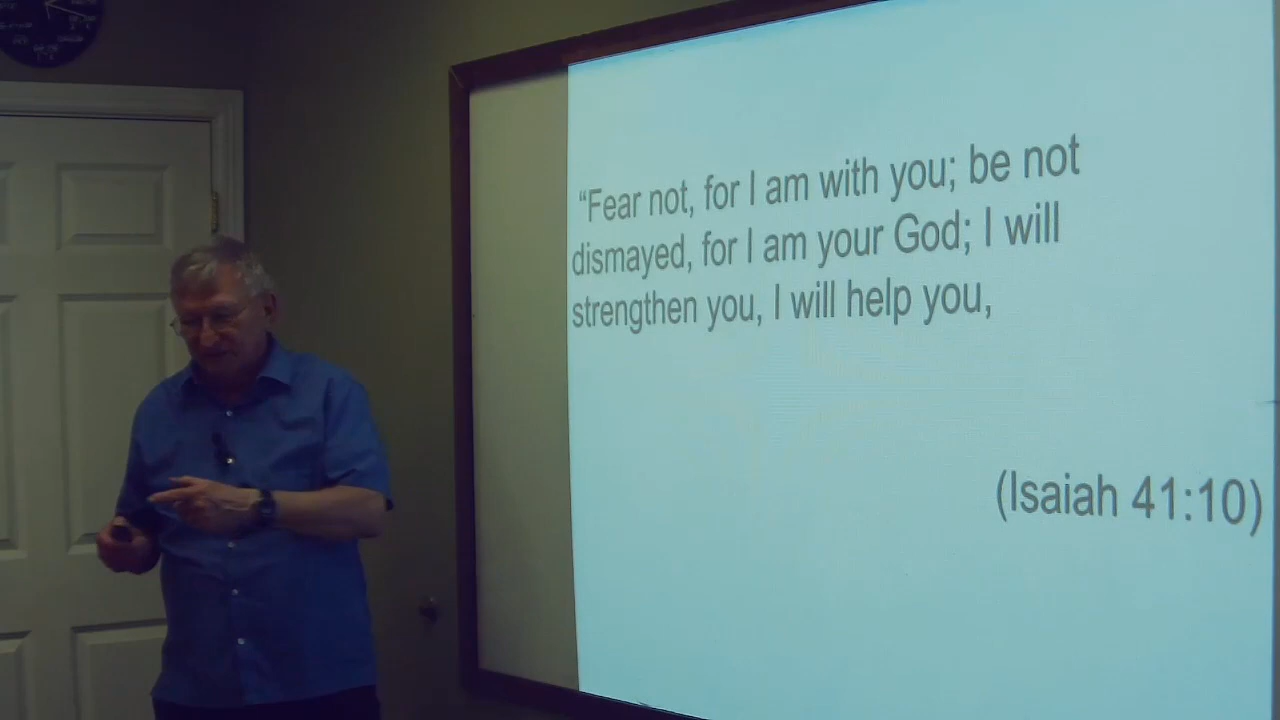 “Fear not, for I am with you; be not
dismayed, for I am your God; I will
strengthen you, I will help you,
(Isaiah 41:10)